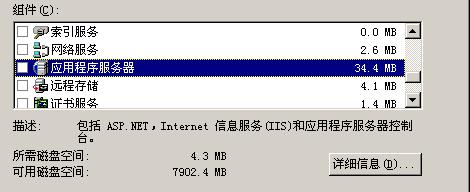 组件(C):
索引服务 0.0 MB
网络服务 2.6 MB
应用程序服务器 34.4 MB
远程存储 4.1 MB
证书服务 1.4 MB
描述: 包括 ASP.NET，Internet 信息服务(IIS)和应用程序服务器控制
台。
所需磁盘空间: 4.3 MB
可用磁盘空间: 7902.4 MB
详细信息(D)...